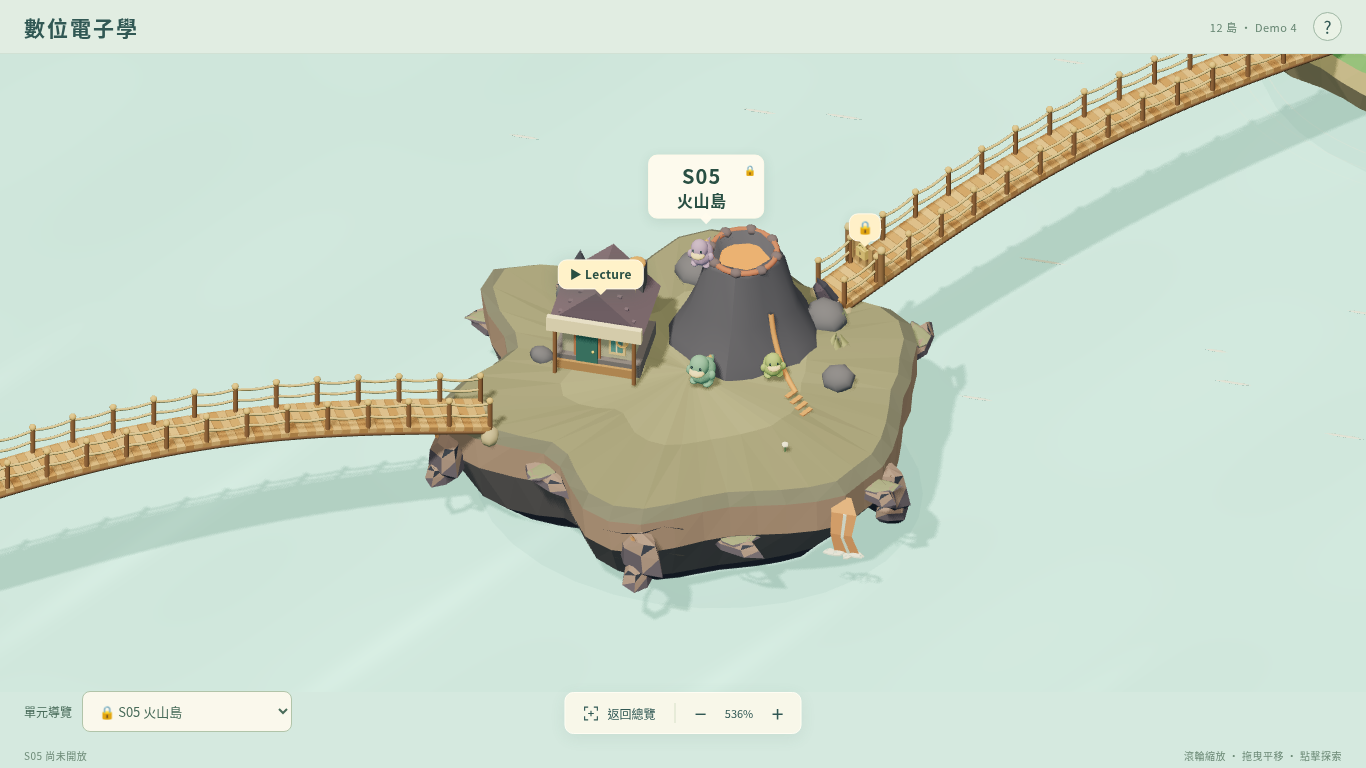 數位電子學
12 島 · Demo 4
?
S05 🔒
火山島
🔒
▶ Lecture
單元導覽
🔒 S05 火山島
返回總覽
− 536% +
S05 尚未開放
滾輪縮放 · 拖曳平移 · 點擊探索